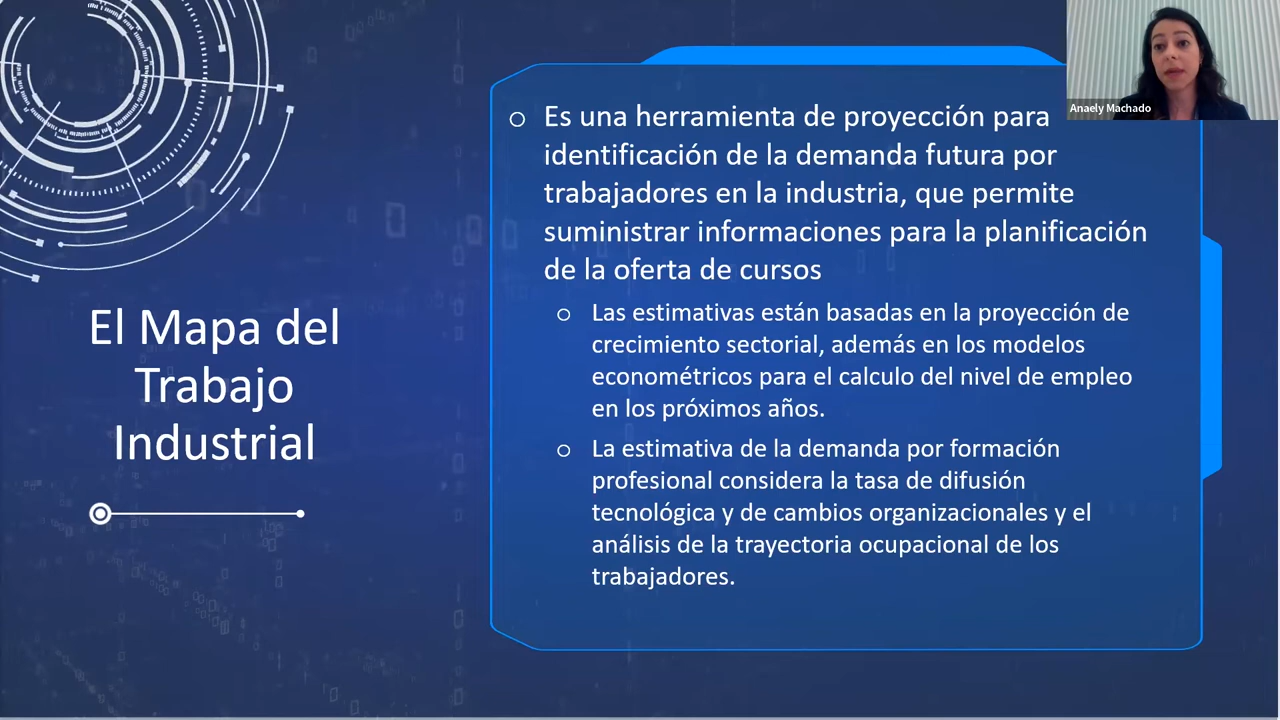 El Mapa del
Trabajo
Industrial
o Es una herramienta de proyección para
identificación de la demanda futura por
trabajadores en la industria, que permite
suministrar informaciones para la planificación
de la oferta de cursos
o Las estimativas están basadas en la proyección de
crecimiento sectorial, además en los modelos
econométricos para el calculo del nivel de empleo
en los próximos años.
o La estimativa de la demanda por formación
profesional considera la tasa de difusión
tecnológica y de cambios organizacionales y el
análisis de la trayectoria ocupacional de los
trabajadores.
Anaely Machado